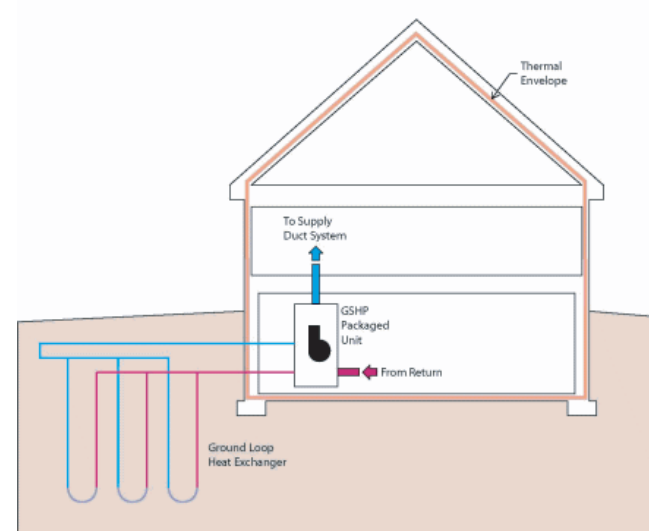 Thermal
Envelope
To Supply
Duct System
GSHP
Packaged
Unit
From Return
Ground Loop
Heat Exchanger